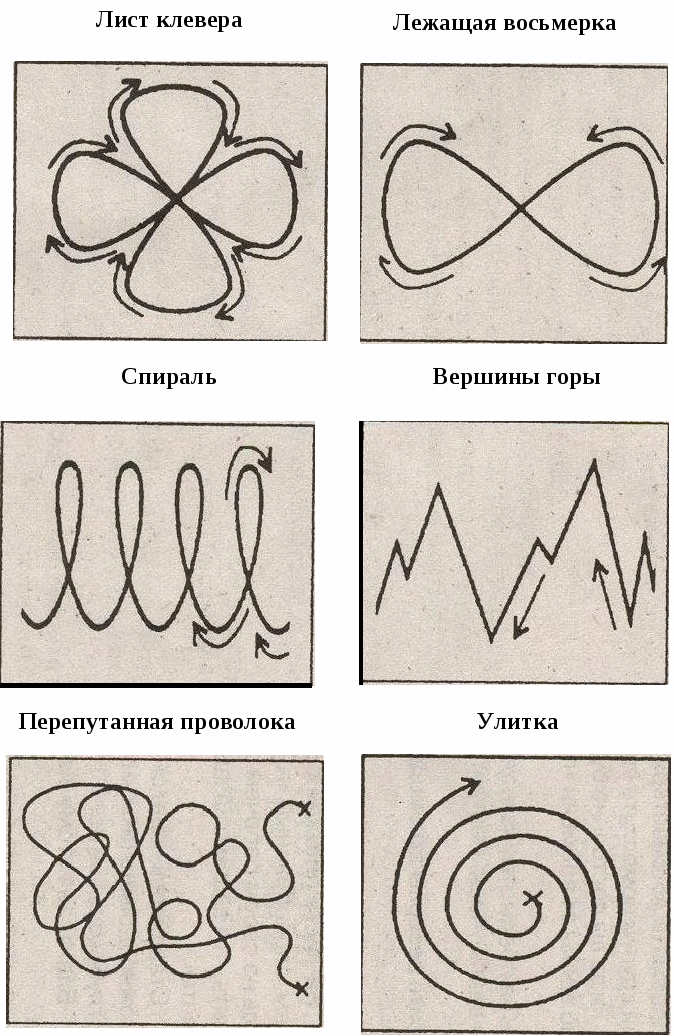 Лист клевера
Лежащая восьмерка
Спираль
Вершины горы
Перепутанная проволока
Улитка